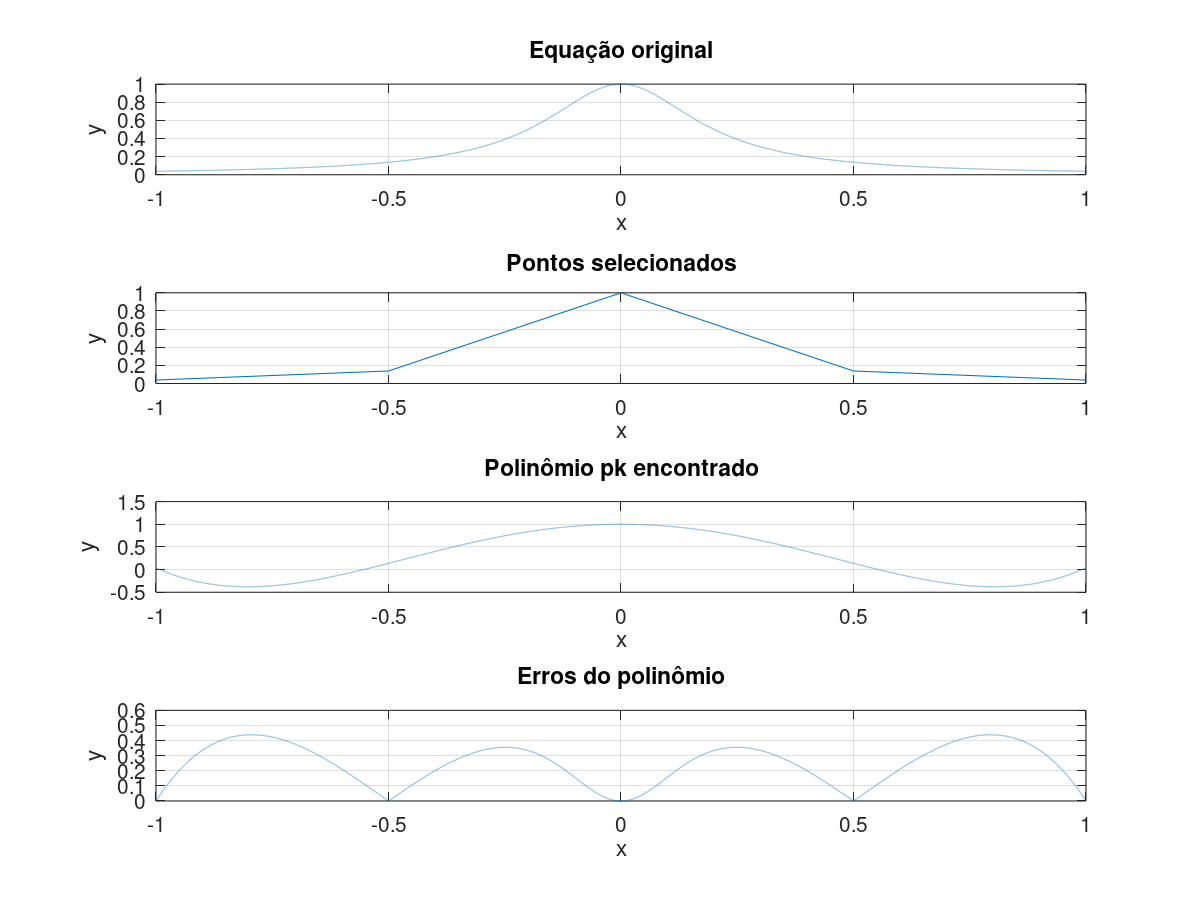 Equação original
1
0.8
0.6
0.4
0.2
0
y
-1 -0.5 0 0.5 1
x
Pontos selecionados
1
0.8
0.6
0.4
0.2
0
y
-1 -0.5 0 0.5 1
x
Polinômio pk encontrado
1.5
1
0.5
0
-0.5
y
-1 -0.5 0 0.5 1
x
Erros do polinômio
0.6
0.5
0.4
0.3
0.2
0.1
0
y
-1 -0.5 0 0.5 1
x